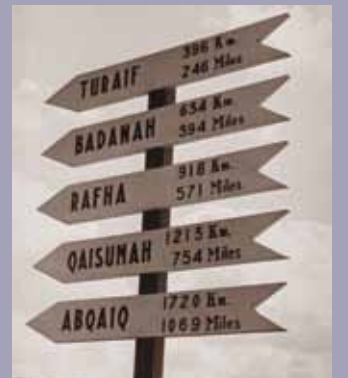 TURAIF
396 Km.
246 Miles
BADANAH
634 Km.
394 Miles
RAFHA
918 Km.
571 Miles
QAISUMAH
1215 Km.
754 Miles
ABQAIQ
1720 Km.
1069 Miles